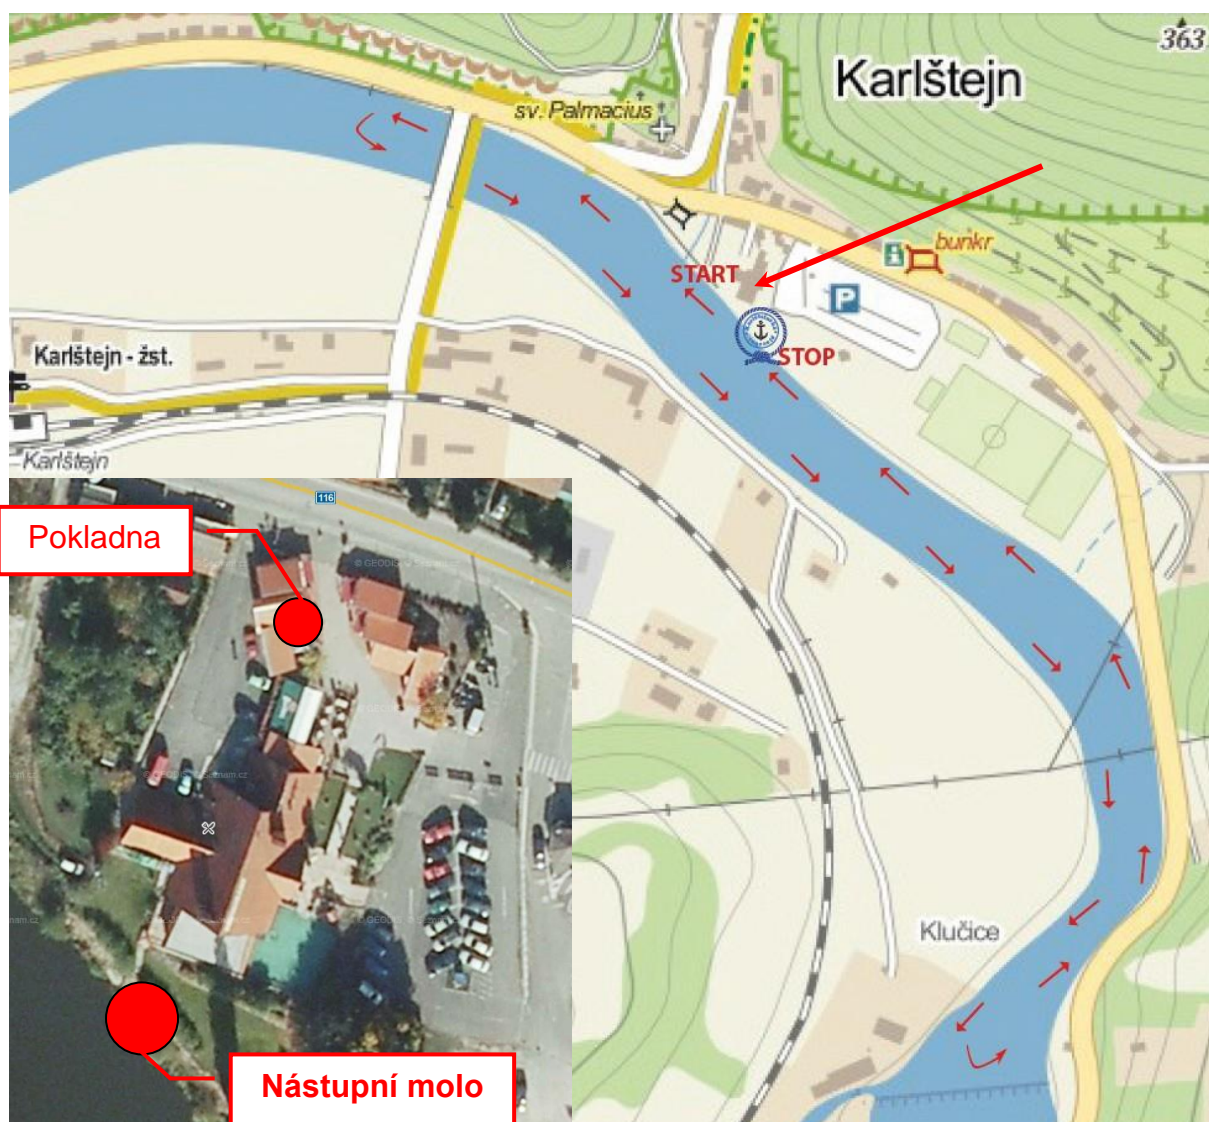 363
Karlštejn
sv. Palmacius
bunkr
START
P
STOP
Karlštejn - žst.
Karlštejn
116
Pokladna
Klučice
Nástupní molo